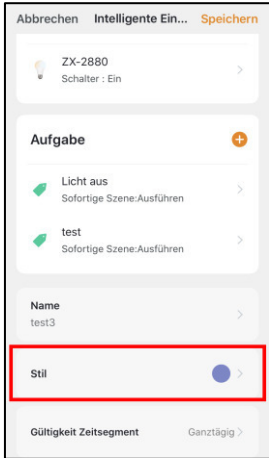 Abbrechen Intelligente Ein... Speichern
ZX-2880
Schalter : Ein
Aufgabe
Licht aus
Sofortige Szene:Ausführen
test
Sofortige Szene:Ausführen
Name
test3
Stil
Gültigkeit Zeitsegment Ganztägig